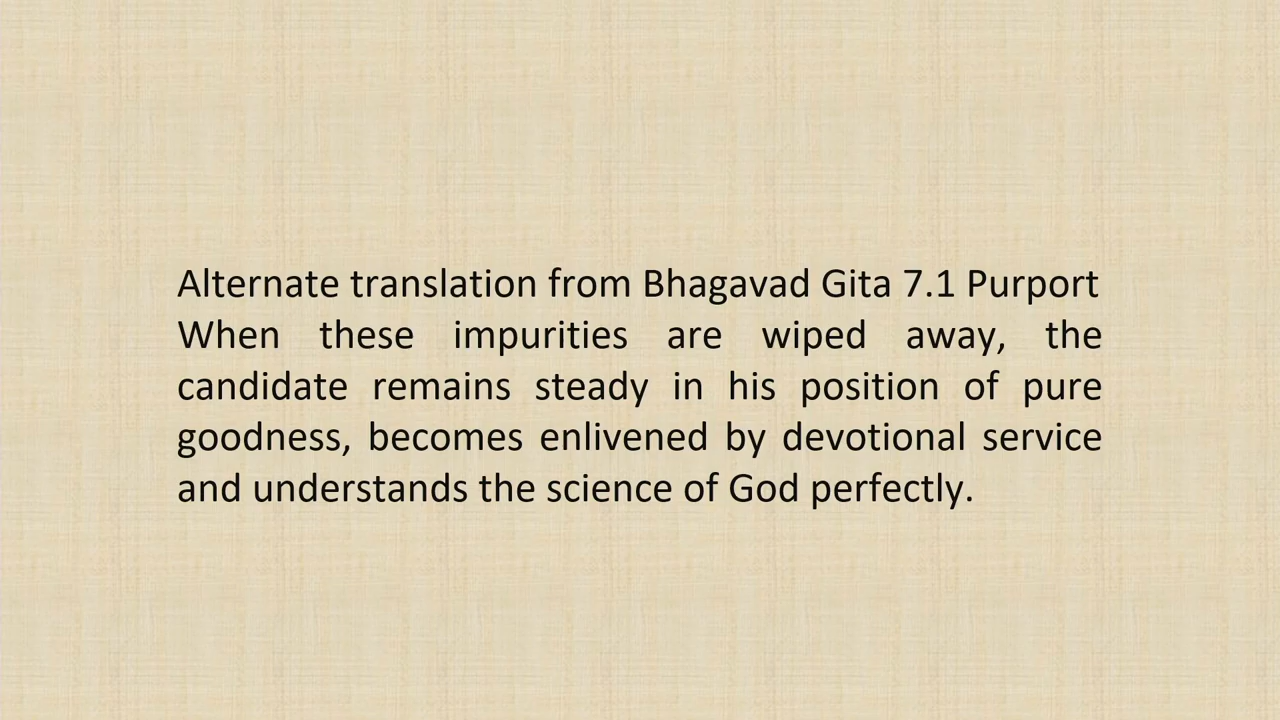 Alternate translation from Bhagavad Gita 7.1 Purport
When these impurities are wiped away, the
candidate remains steady in his position of pure
goodness, becomes enlivened by devotional service
and understands the science of God perfectly.